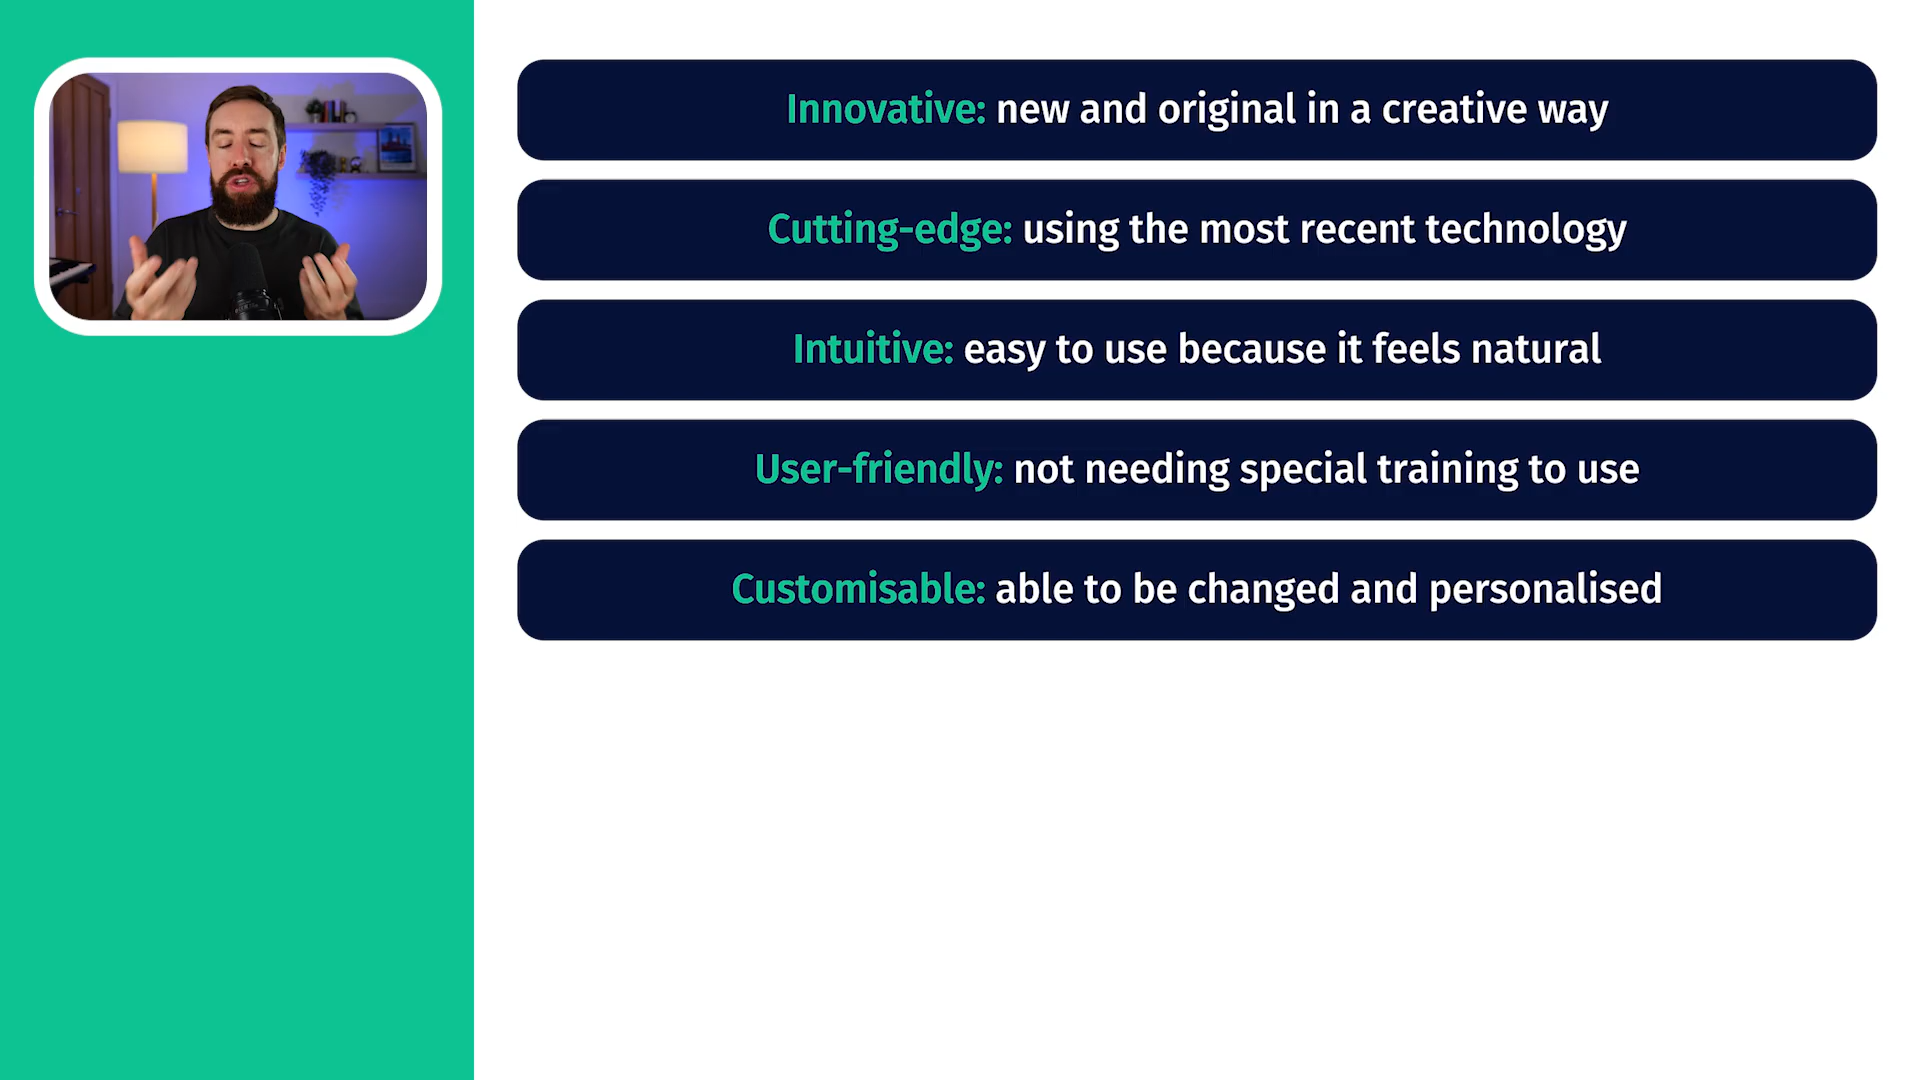 Innovative: new and original in a creative way
Cutting-edge: using the most recent technology
Intuitive: easy to use because it feels natural
User-friendly: not needing special training to use
Customisable: able to be changed and personalised